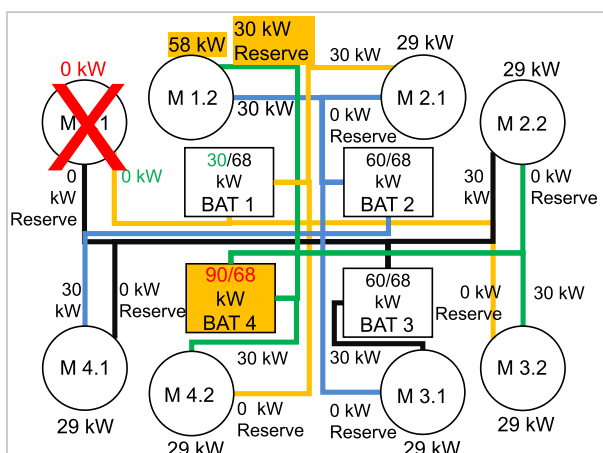 30 kW
Reserve
58 kW
0 kW
30 kW
29 kW
29 kW
M 1.2
30 kW
M 2.1
M 1
M 2.2
0 kW
Reserve
30/68
kW
BAT 1
60/68
kW
BAT 2
0
kW
Reserve
0 kW
30
kW
0 kW
Reserve
90/68
kW
BAT 4
60/68
kW
BAT 3
30
kW
0 kW
Reserve
0 kW
Reserve
30 kW
M 4.1
30 kW
30 kW
M 3.2
M 4.2
M 3.1
0 kW
Reserve
0 kW
Reserve
29 kW
29 kW
29 kW
29 kW